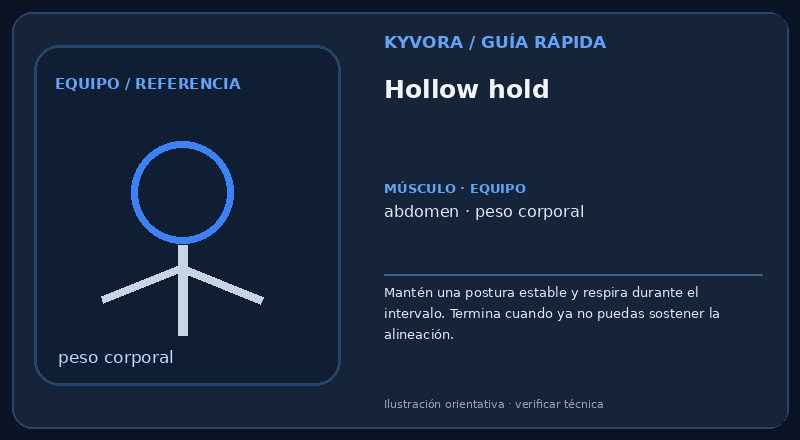 EQUIPO / REFERENCIA
peso corporal
KYVORA / GUÍA RÁPIDA
Hollow hold
MÚSCULO · EQUIPO
abdomen · peso corporal
Mantén una postura estable y respira durante el
intervalo. Termina cuando ya no puedas sostener la
alineación.
Ilustración orientativa · verificar técnica